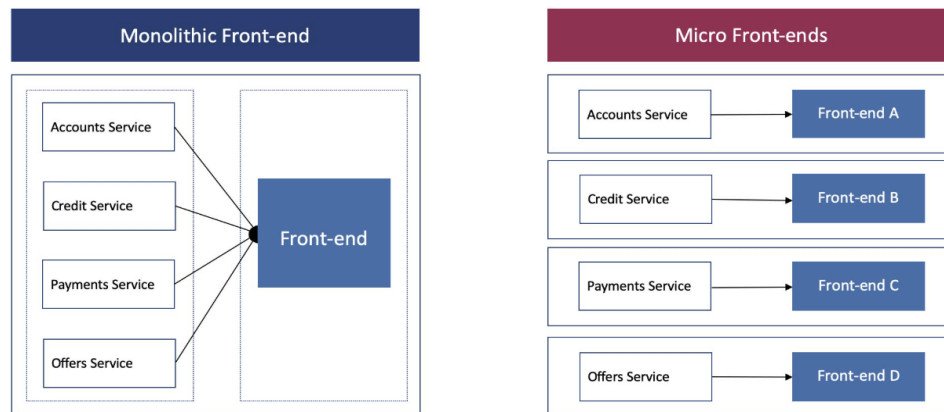 Monolithic Front-end
Accounts Service
Credit Service
Payments Service
Offers Service
Front-end
Micro Front-ends
Accounts Service
Front-end A
Credit Service
Front-end B
Payments Service
Front-end C
Offers Service
Front-end D